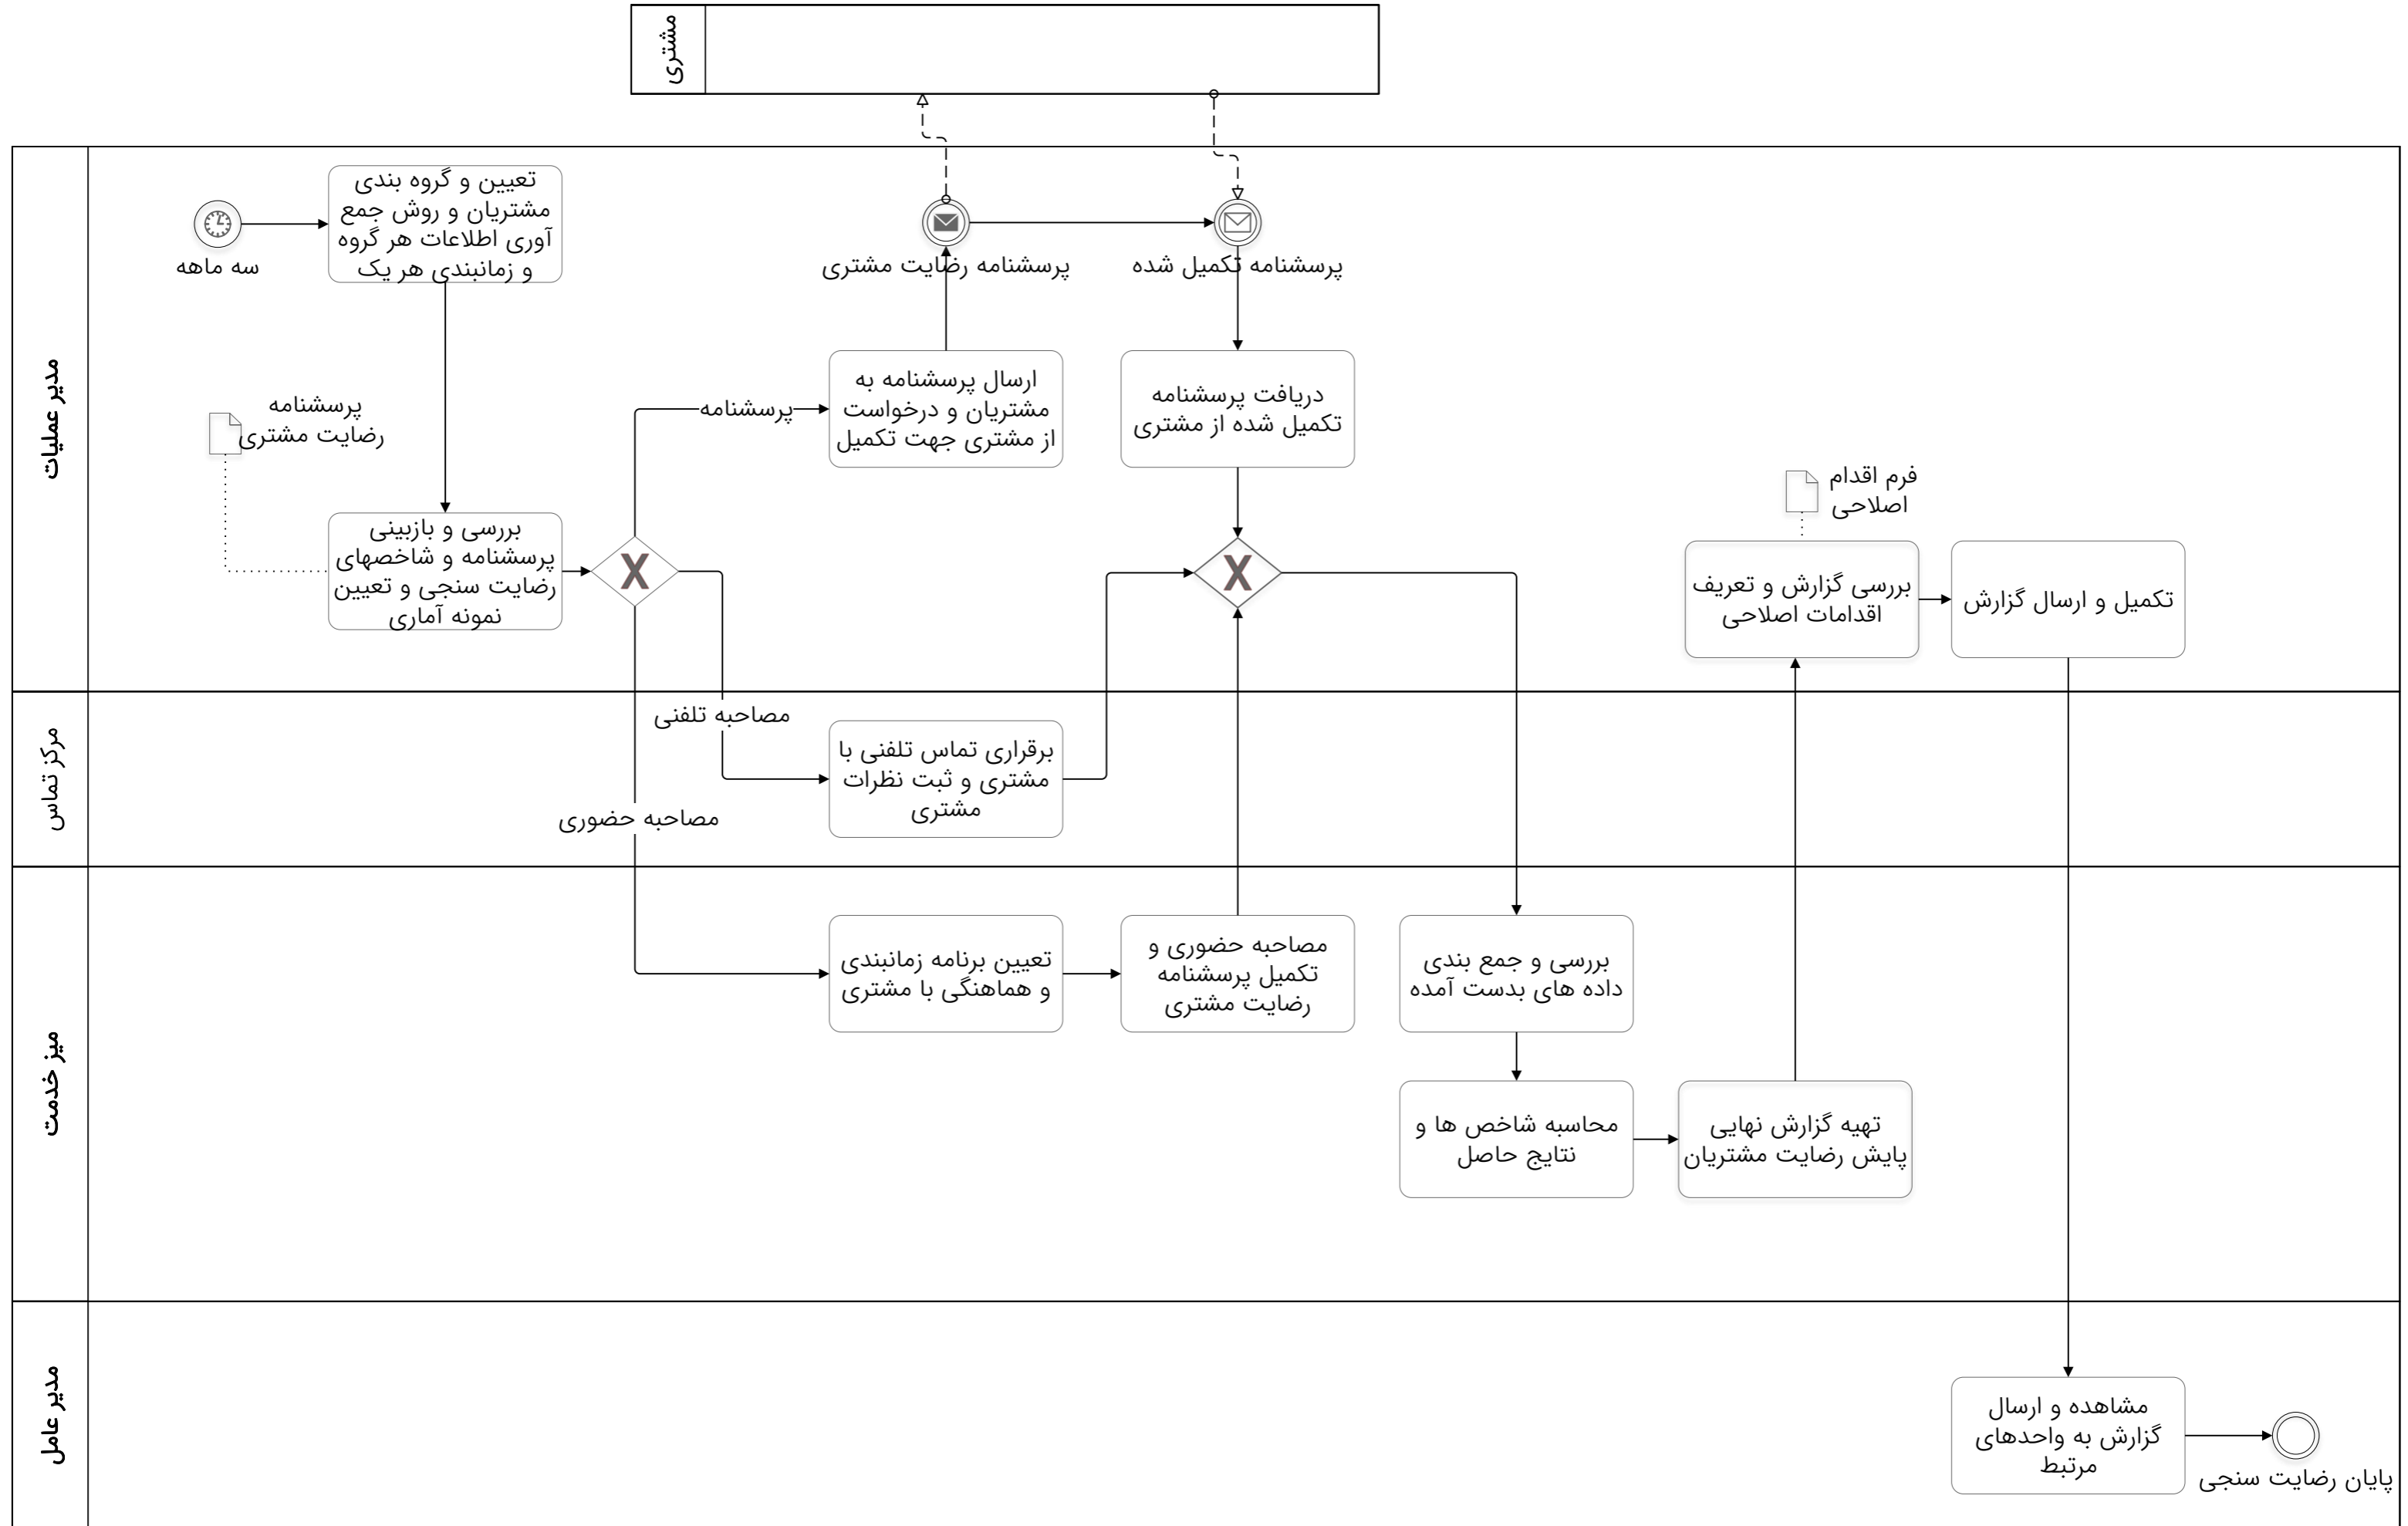 مشتری
مدیر عملیات
سه ماهه
تعیین و گروه بندی
مشتریان و روش جمع
آوری اطلاعات هر گروه
و زمانبندی هر یک
پرسشنامه رضایت مشتری
پرسشنامه تکمیل شده
پرسشنامه
رضایت مشتری
بررسی و بازبینی
پرسشنامه و شاخصهای
رضایت سنجی و تعیین
نمونه آماری
پرسشنامه
ارسال پرسشنامه به
مشتریان و درخواست
از مشتری جهت تکمیل
دریافت پرسشنامه
تکمیل شده از مشتری
فرم اقدام
اصلاحی
بررسی گزارش و تعریف
اقدامات اصلاحی
تکمیل و ارسال گزارش
مرکز تماس
مصاحبه تلفنی
برقراری تماس تلفنی با
مشتری و ثبت نظرات
مشتری
مصاحبه حضوری
میز خدمت
تعیین برنامه زمانبندی
و هماهنگی با مشتری
مصاحبه حضوری و
تکمیل پرسشنامه
رضایت مشتری
بررسی و جمع بندی
داده های بدست آمده
محاسبه شاخص ها و
نتایج حاصل
تهیه گزارش نهایی
پایش رضایت مشتریان
مدیر عامل
مشاهده و ارسال
گزارش به واحدهای
مرتبط
پایان رضایت سنجی